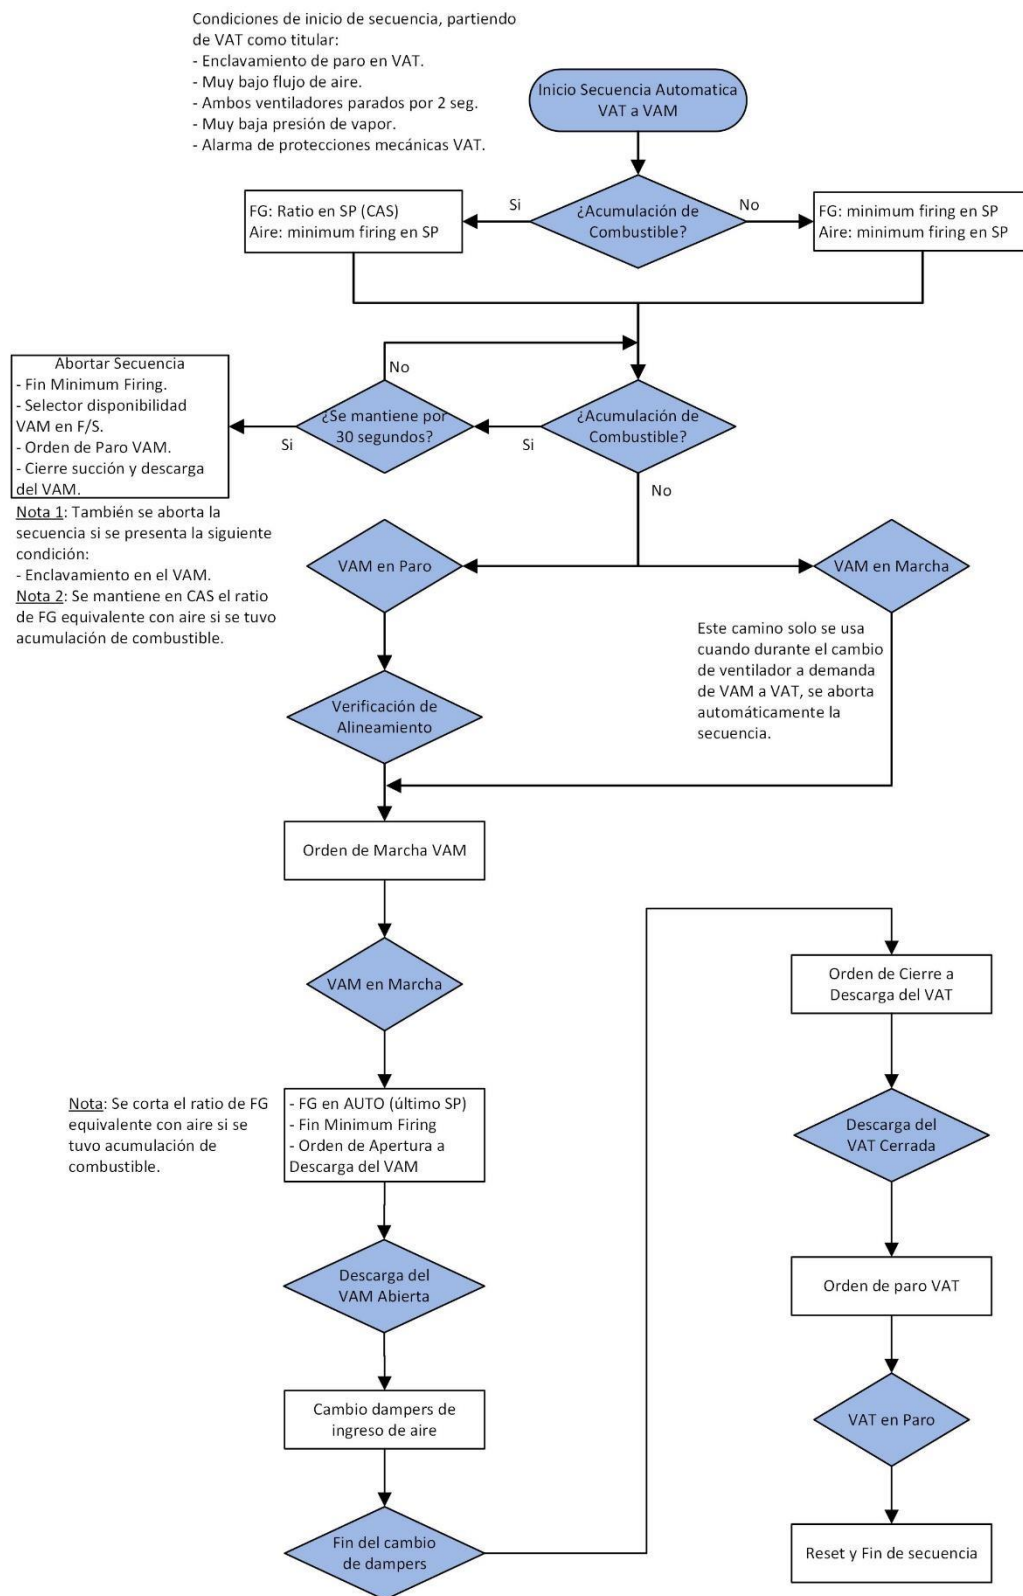 Condiciones de inicio de secuencia, partiendo
de VAT como titular:
- Enclavamiento de paro en VAT.
- Muy bajo flujo de aire.
- Ambos ventiladores parados por 2 seg.
- Muy baja presión de vapor.
- Alarma de protecciones mecánicas VAT.
Inicio Secuencia Automatica
VAT a VAM
¿Acumulación de
Combustible?
Si
No
FG: Ratio en SP (CAS)
Aire: minimum firing en SP
FG: minimum firing en SP
Aire: minimum firing en SP
¿Acumulación de
Combustible?
Si
No
¿Se mantiene por
30 segundos?
No
Si
Abortar Secuencia
- Fin Minimum Firing.
- Selector disponibilidad
VAM en F/S.
- Orden de Paro VAM.
- Cierre succión y descarga
del VAM.
Nota 1: También se aborta la
secuencia si se presenta la siguiente
condición:
- Enclavamiento en el VAM.
Nota 2: Se mantiene en CAS el ratio
de FG equivalente con aire si se tuvo
acumulación de combustible.
VAM en Paro
VAM en Marcha
Este camino solo se usa
cuando durante el cambio
de ventilador a demanda
de VAM a VAT, se aborta
automáticamente la
secuencia.
Verificación de
Alineamiento
Orden de Marcha VAM
VAM en Marcha
Nota: Se corta el ratio de FG
equivalente con aire si se
tuvo acumulación de
combustible.
- FG en AUTO (último SP)
- Fin Minimum Firing
- Orden de Apertura a
Descarga del VAM
Descarga del
VAM Abierta
Cambio dampers de
ingreso de aire
Fin del cambio
de dampers
Orden de Cierre a
Descarga del VAT
Descarga del
VAT Cerrada
Orden de paro VAT
VAT en Paro
Reset y Fin de secuencia